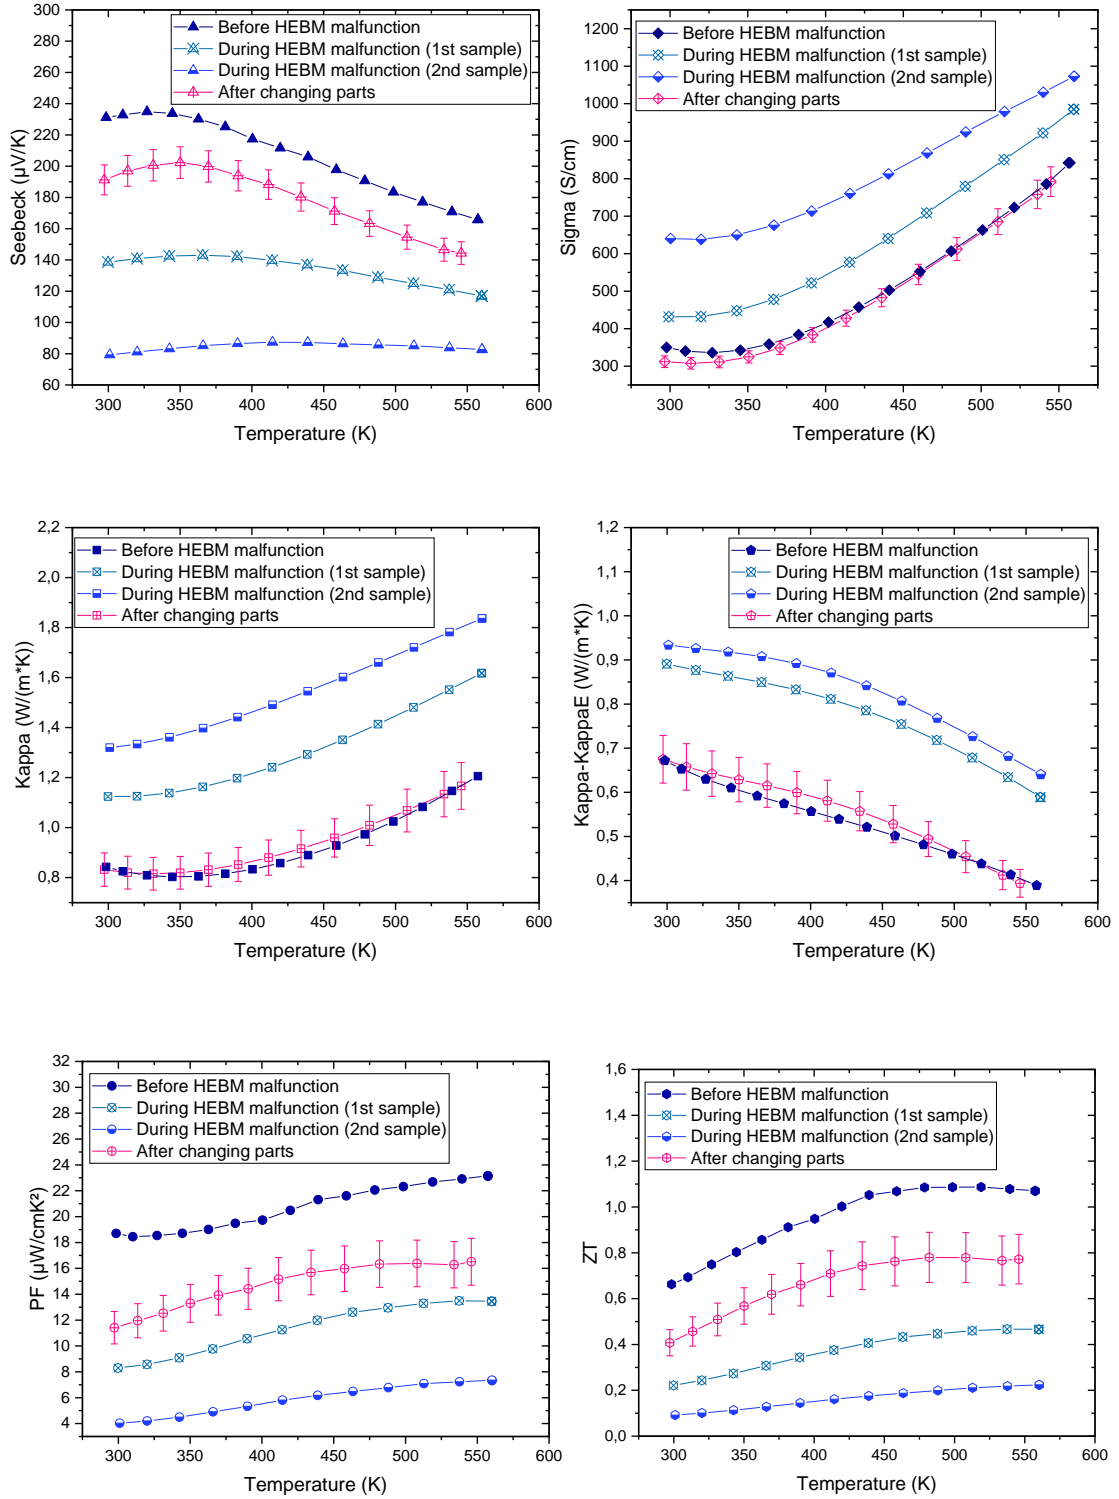 300
280
260
240
220
200
180
160
140
120
100
80
60
Seebeck (µV/K)
Before HEBM malfunction
During HEBM malfunction (1st sample)
During HEBM malfunction (2nd sample)
After changing parts
300 350 400 450 500 550 600
Temperature (K)
1200
1100
1000
900
800
700
600
500
400
300
Sigma (S/cm)
Before HEBM malfunction
During HEBM malfunction (1st sample)
During HEBM malfunction (2nd sample)
After changing parts
300 350 400 450 500 550
Temperature (K)
2,2
2,0
1,8
1,6
1,4
1,2
1,0
0,8
Kappa (W/(m*K))
Before HEBM malfunction
During HEBM malfunction (1st sample)
During HEBM malfunction (2nd sample)
After changing parts
300 350 400 450 500 550 600
Temperature (K)
1,2
1,1
1,0
0,9
0,8
0,7
0,6
0,5
0,4
Kappa-KappaE (W/(m*K))
Before HEBM malfunction
During HEBM malfunction (1st sample)
During HEBM malfunction (2nd sample)
After changing parts
300 350 400 450 500 550 600
Temperature (K)
32
30
28
26
24
22
20
18
16
14
12
10
8
6
4
PF (µW/cmK²)
Before HEBM malfunction
During HEBM malfunction (1st sample)
During HEBM malfunction (2nd sample)
After changing parts
300 350 400 450 500 550 600
Temperature (K)
1,6
1,4
1,2
1,0
0,8
0,6
0,4
0,2
0,0
ZT
Before HEBM malfunction
During HEBM malfunction (1st sample)
During HEBM malfunction (2nd sample)
After changing parts
300 350 400 450 500 550 600
Temperature (K)